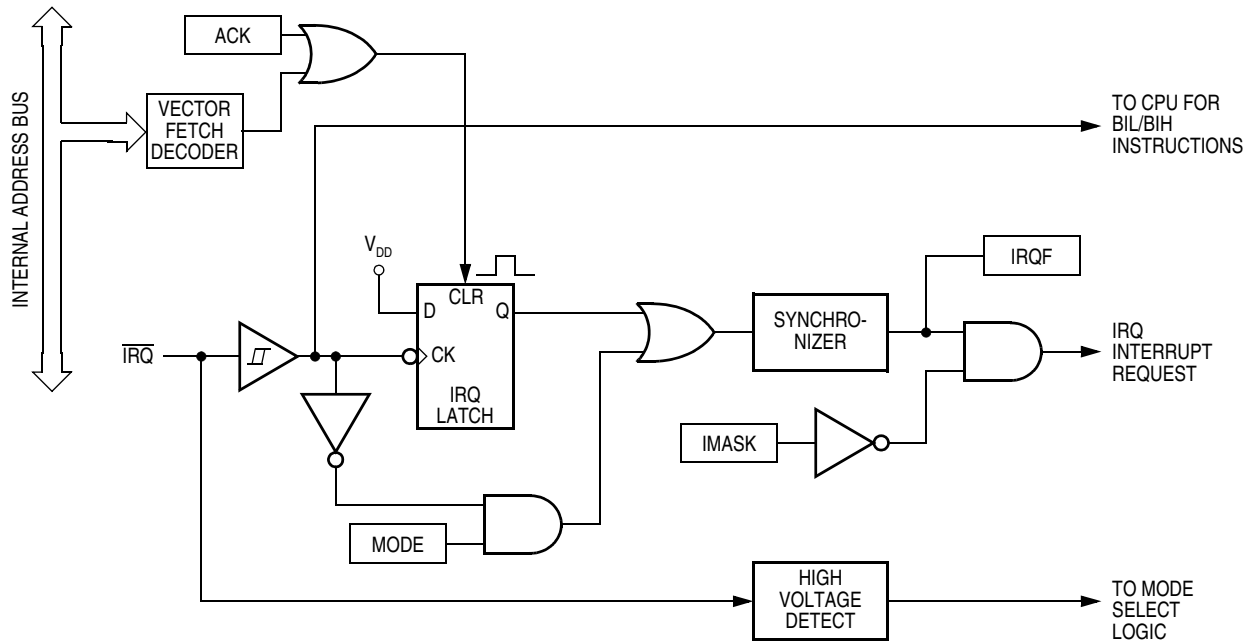 INTERNAL ADDRESS BUS
ACK
VECTOR
FETCH
DECODER
TO CPU FOR
BIL/BIH
INSTRUCTIONS
VDD
D
CLR
Q
CK
IRQ
LATCH
IRQ
SYNCHRO-
NIZER
IRQF
IRQ
INTERRUPT
REQUEST
IMASK
MODE
HIGH
VOLTAGE
DETECT
TO MODE
SELECT
LOGIC